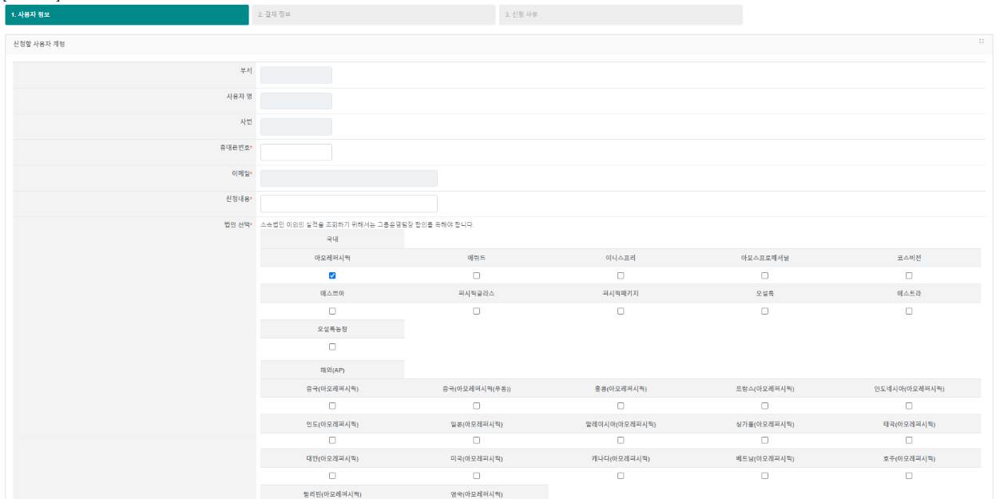 1. 사용자 정보
2. 결재 정보
3. 신청 사유
신청할 사용자 계정
부서
사용자 명
사번
휴대폰번호*
이메일*
신청내용*
법인 선택* 소속법인 이외의 실적을 조회하기 위해서는 그룹운영팀장 합의를 득해야 합니다.
국내
아모레퍼시픽 에뛰드 이니스프리 아모스프로페셔널 코스비전
에스쁘아 퍼시픽글라스 퍼시픽패키지 오설록 에스트라
오설록농장
해외(AP)
중국(아모레퍼시픽) 중국(아모레퍼시픽(푸동)) 홍콩(아모레퍼시픽) 프랑스(아모레퍼시픽) 인도네시아(아모레퍼시픽)
인도(아모레퍼시픽) 일본(아모레퍼시픽) 말레이시아(아모레퍼시픽) 싱가폴(아모레퍼시픽) 태국(아모레퍼시픽)
대만(아모레퍼시픽) 미국(아모레퍼시픽) 캐나다(아모레퍼시픽) 베트남(아모레퍼시픽) 호주(아모레퍼시픽)
필리핀(아모레퍼시픽) 영국(아모레퍼시픽)